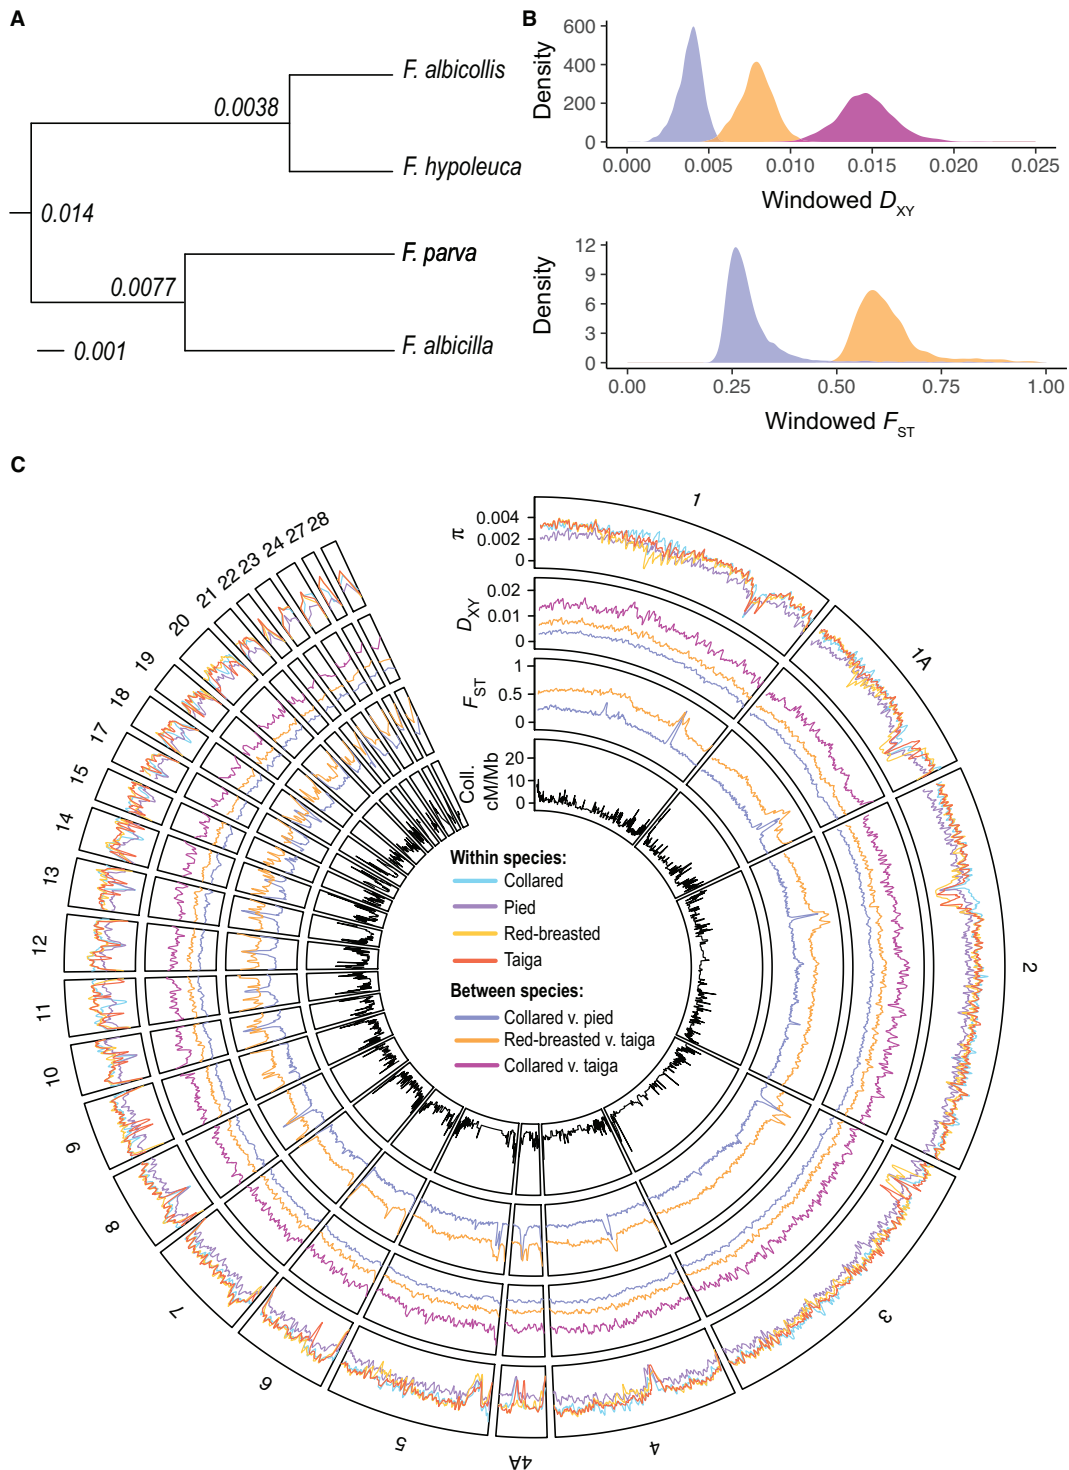 A
F. albicollis
0.0038
F. hypoleuca
0.014
F. parva
0.0077
F. albicilla
0.001
B
Density
600
400
200
0
0.000 0.005 0.010 0.015 0.020 0.025
Windowed DXY
Density
12
9
6
3
0
0.00 0.25 0.50 0.75 1.00
Windowed FST
C
π
0.004
0.002
0
DXY
0.02
0.01
0
FST
1
0.5
0
Coll.
cM/Mb
20
10
0
1
1A
2
3
4
4A
5
6
7
8
9
10
11
12
13
14
15
17
18
19
20
21
22
23
24
27
28
Within species:
Collared
Pied
Red-breasted
Taiga
Between species:
Collared v. pied
Red-breasted v. taiga
Collared v. taiga